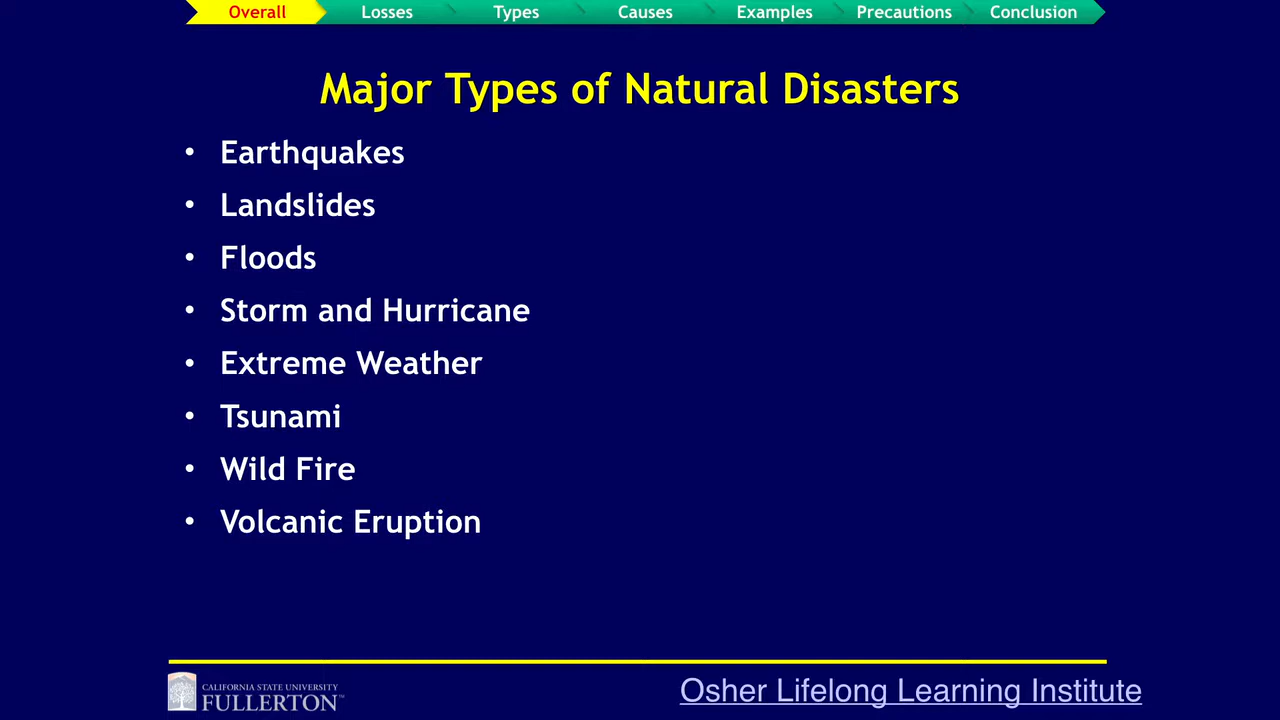 Overall Losses Types Causes Examples Precautions Conclusion
Major Types of Natural Disasters
• Earthquakes
• Landslides
• Floods
• Storm and Hurricane
• Extreme Weather
• Tsunami
• Wild Fire
• Volcanic Eruption
CALIFORNIA STATE UNIVERSITY
FULLERTON™
Osher Lifelong Learning Institute